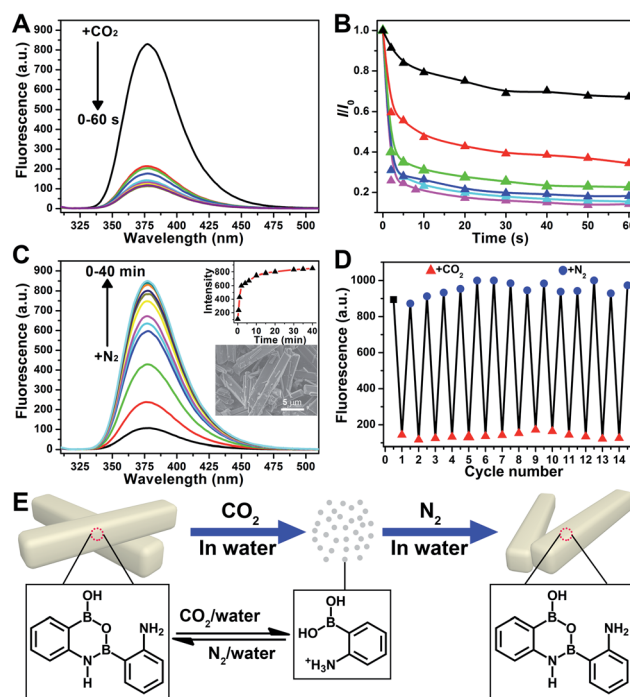 A
+CO2
0-60 s
Fluorescence (a.u.)
900
800
700
600
500
400
300
200
100
0
350 400 450 500
Wavelength (nm)
B
I/I0
1.0
0.8
0.6
0.4
0.2
0 10 20 30 40 50 60
Time (s)
C
0-40 min
+N2
Fluorescence (a.u.)
900
800
700
600
500
400
300
200
100
0
350 400 450 500
Wavelength (nm)
Intensity
800
600
400
200
0 10 20 30 40
Time (min)
5 μm
D
+CO2 +N2
Fluorescence (a.u.)
1000
800
600
400
200
0 1 2 3 4 5 6 7 8 9 10 11 12 13 14
Cycle number
E
CO2
In water
N2
In water
OH
B
O
NH2
B
N
H
CO2/water
N2/water
OH
B
HO
+H3N
OH
B
O
NH2
B
N
H